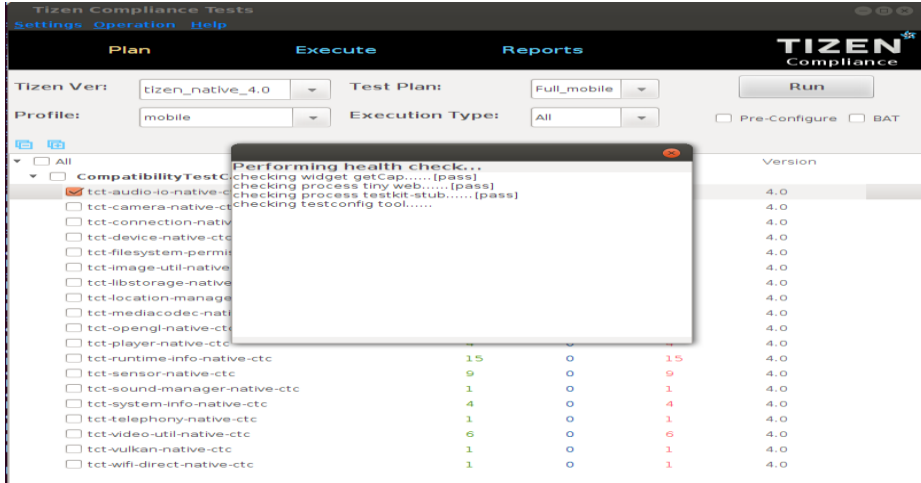 Tizen Compliance Tests
Settings Operation Help
Plan Execute Reports TIZEN
Compliance
Tizen Ver: tizen_native_4.0 Test Plan: Full_mobile Run
Profile: mobile Execution Type: All Pre-Configure BAT
All Version
Performing health check...
CompatibilityTestC
checking widget getCap......[pass]
checking process tiny web......[pass]
checking process testkit-stub......[pass]
checking testconfig tool......
tct-audio-io-native-c 4.0
tct-camera-native-ct 4.0
tct-connection-nativ 4.0
tct-device-native-ctc 4.0
tct-filesystem-permis 4.0
tct-image-util-native 4.0
tct-libstorage-native 4.0
tct-location-manage 4.0
tct-mediacodec-nati 4.0
tct-opengl-native-ct 4.0
tct-player-native-ctc 4.0
tct-runtime-info-native-ctc 15 0 15 4.0
tct-sensor-native-ctc 9 0 9 4.0
tct-sound-manager-native-ctc 1 0 1 4.0
tct-system-info-native-ctc 4 0 4 4.0
tct-telephony-native-ctc 1 0 1 4.0
tct-video-util-native-ctc 6 0 6 4.0
tct-vulkan-native-ctc 1 0 1 4.0
tct-wifi-direct-native-ctc 1 0 1 4.0